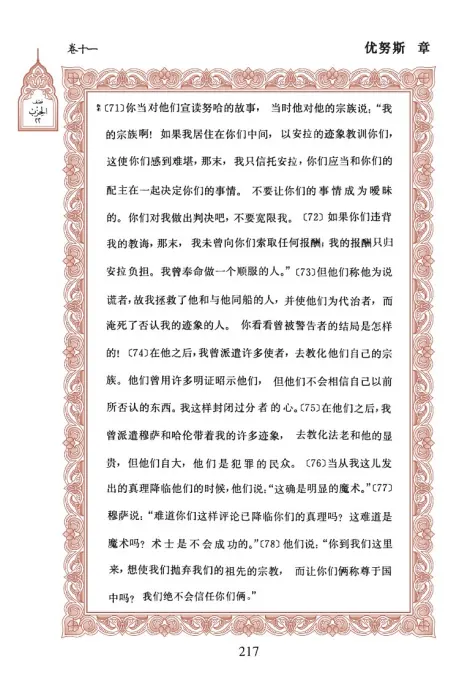 卷十一
优努斯 章
نصف
الحزب
٢٢
〔71〕你当对他们宣读努哈的故事，当时他对他的宗族说：“我
的宗族啊！如果我居住在你们中间，以安拉的迹象教训你们，
这使你们感到难堪，那末，我只信托安拉，你们应当和你们的
配主在一起决定你们的事情。不要让你们的事情成为暧昧
的。你们对我做出判决吧，不要宽限我。〔72〕如果你们违背
我的教诲，那末，我未曾向你们索取任何报酬；我的报酬只归
安拉负担。我曾奉命做一个顺服的人。”〔73〕但他们称他为说
谎者，故我拯救了他和与他同船的人，并使他们为代治者，而
淹死了否认我的迹象的人。你看看曾被警告者的结局是怎样
的！〔74〕在他之后，我曾派遣许多使者，去教化他们自己的宗
族。他们曾用许多明证昭示他们，但他们不会相信自己以前
所否认的东西。我这样封闭过分者的心。〔75〕在他们之后，我
曾派遣穆萨和哈伦带着我的许多迹象，去教化法老和他的显
贵，但他们自大，他们是犯罪的民众。〔76〕当从我这儿发
出的真理降临他们的时候，他们说：“这确是明显的魔术。”〔77〕
穆萨说：“难道你们这样评论已降临你们的真理吗？这难道是
魔术吗？术士是不会成功的。”〔78〕他们说：“你到我们这里
来，想使我们抛弃我们的祖先的宗教，而让你们俩称尊于国
中吗？我们绝不会信任你们俩。”
217